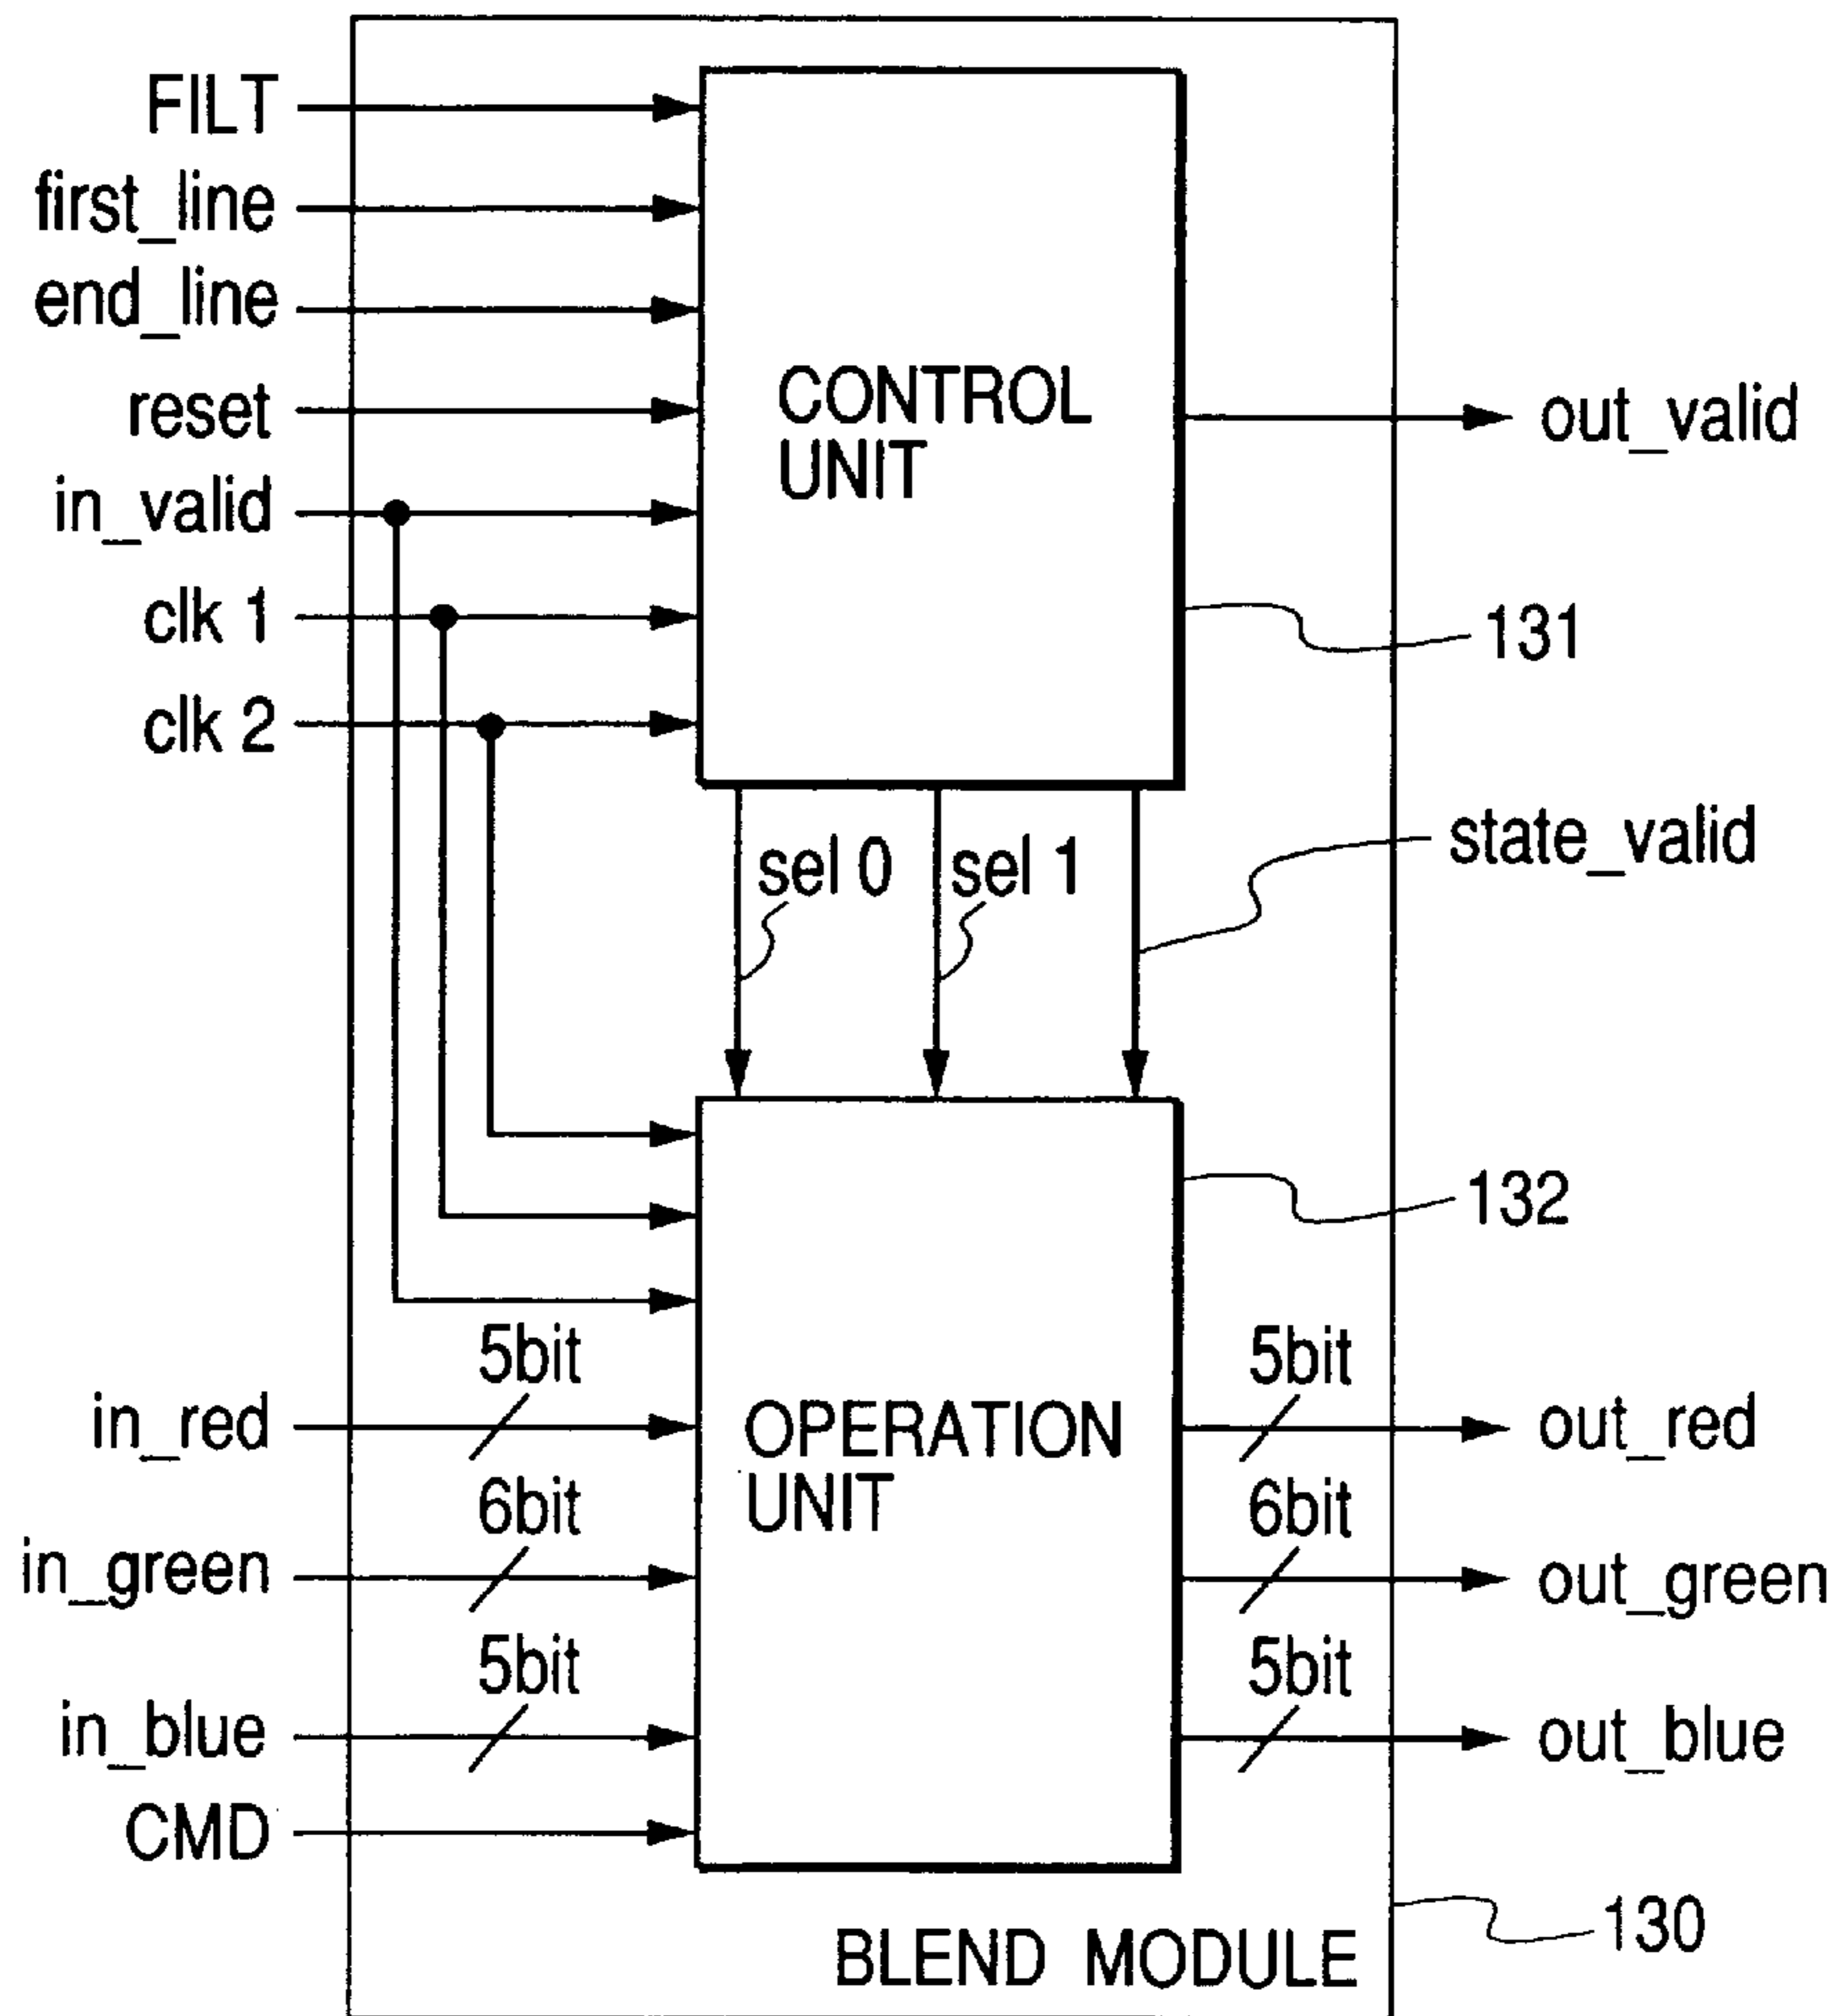 FILT
first_line
end_line
reset
in_valid
clk 1
clk 2
CONTROL
UNIT
out_valid
131
sel 0
sel 1
state_valid
132
5bit
in_red
6bit
in_green
5bit
in_blue
CMD
OPERATION
UNIT
5bit
out_red
6bit
out_green
5bit
out_blue
BLEND MODULE
130